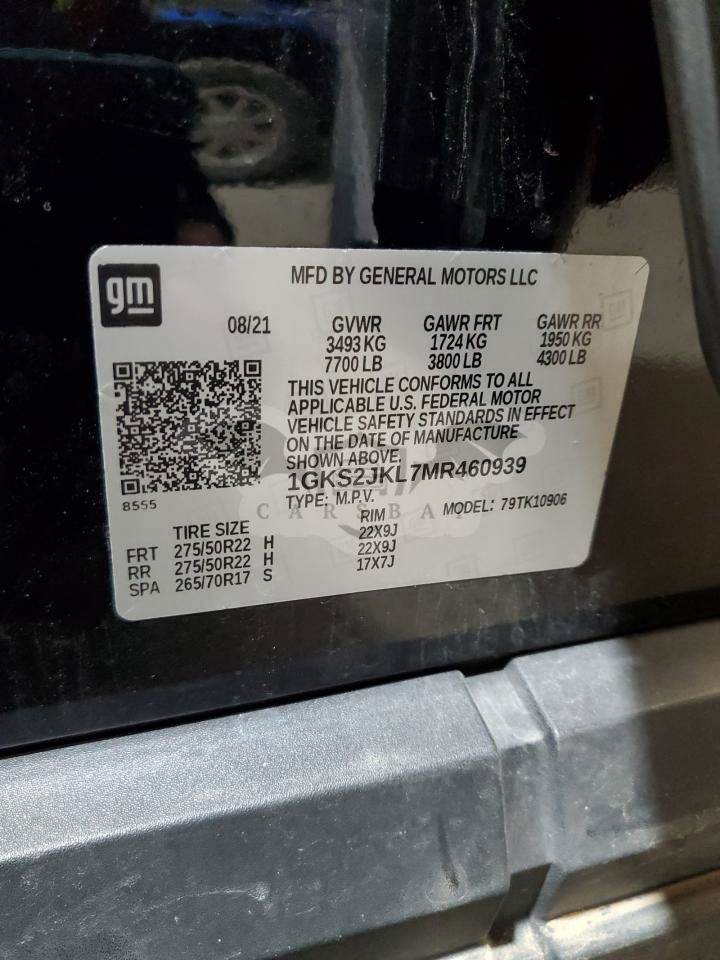 gm
MFD BY GENERAL MOTORS LLC
08/21 GVWR GAWR FRT GAWR RR
3493 KG 1724 KG 1950 KG
7700 LB 3800 LB 4300 LB
THIS VEHICLE CONFORMS TO ALL
APPLICABLE U.S. FEDERAL MOTOR
VEHICLE SAFETY STANDARDS IN EFFECT
ON THE DATE OF MANUFACTURE
SHOWN ABOVE.
1GKS2JKL7MR460939
8555
TYPE: M.P.V. MODEL: 79TK10906
TIRE SIZE RIM
FRT 275/50R22 H 22X9J
RR 275/50R22 H 22X9J
SPA 265/70R17 S 17X7J